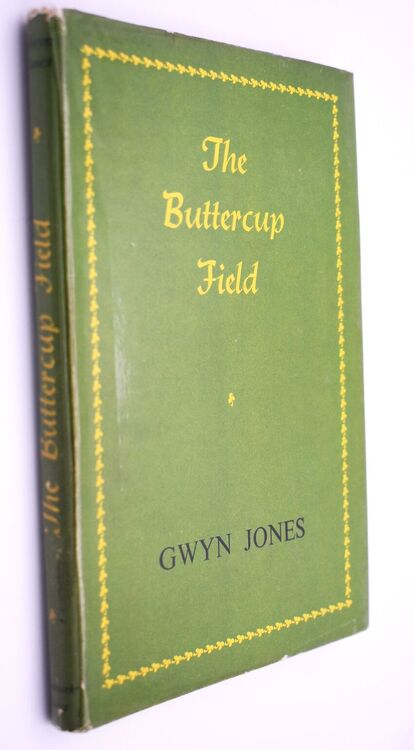 The
Buttercup
Field
GWYN JONES
The Buttercup Field